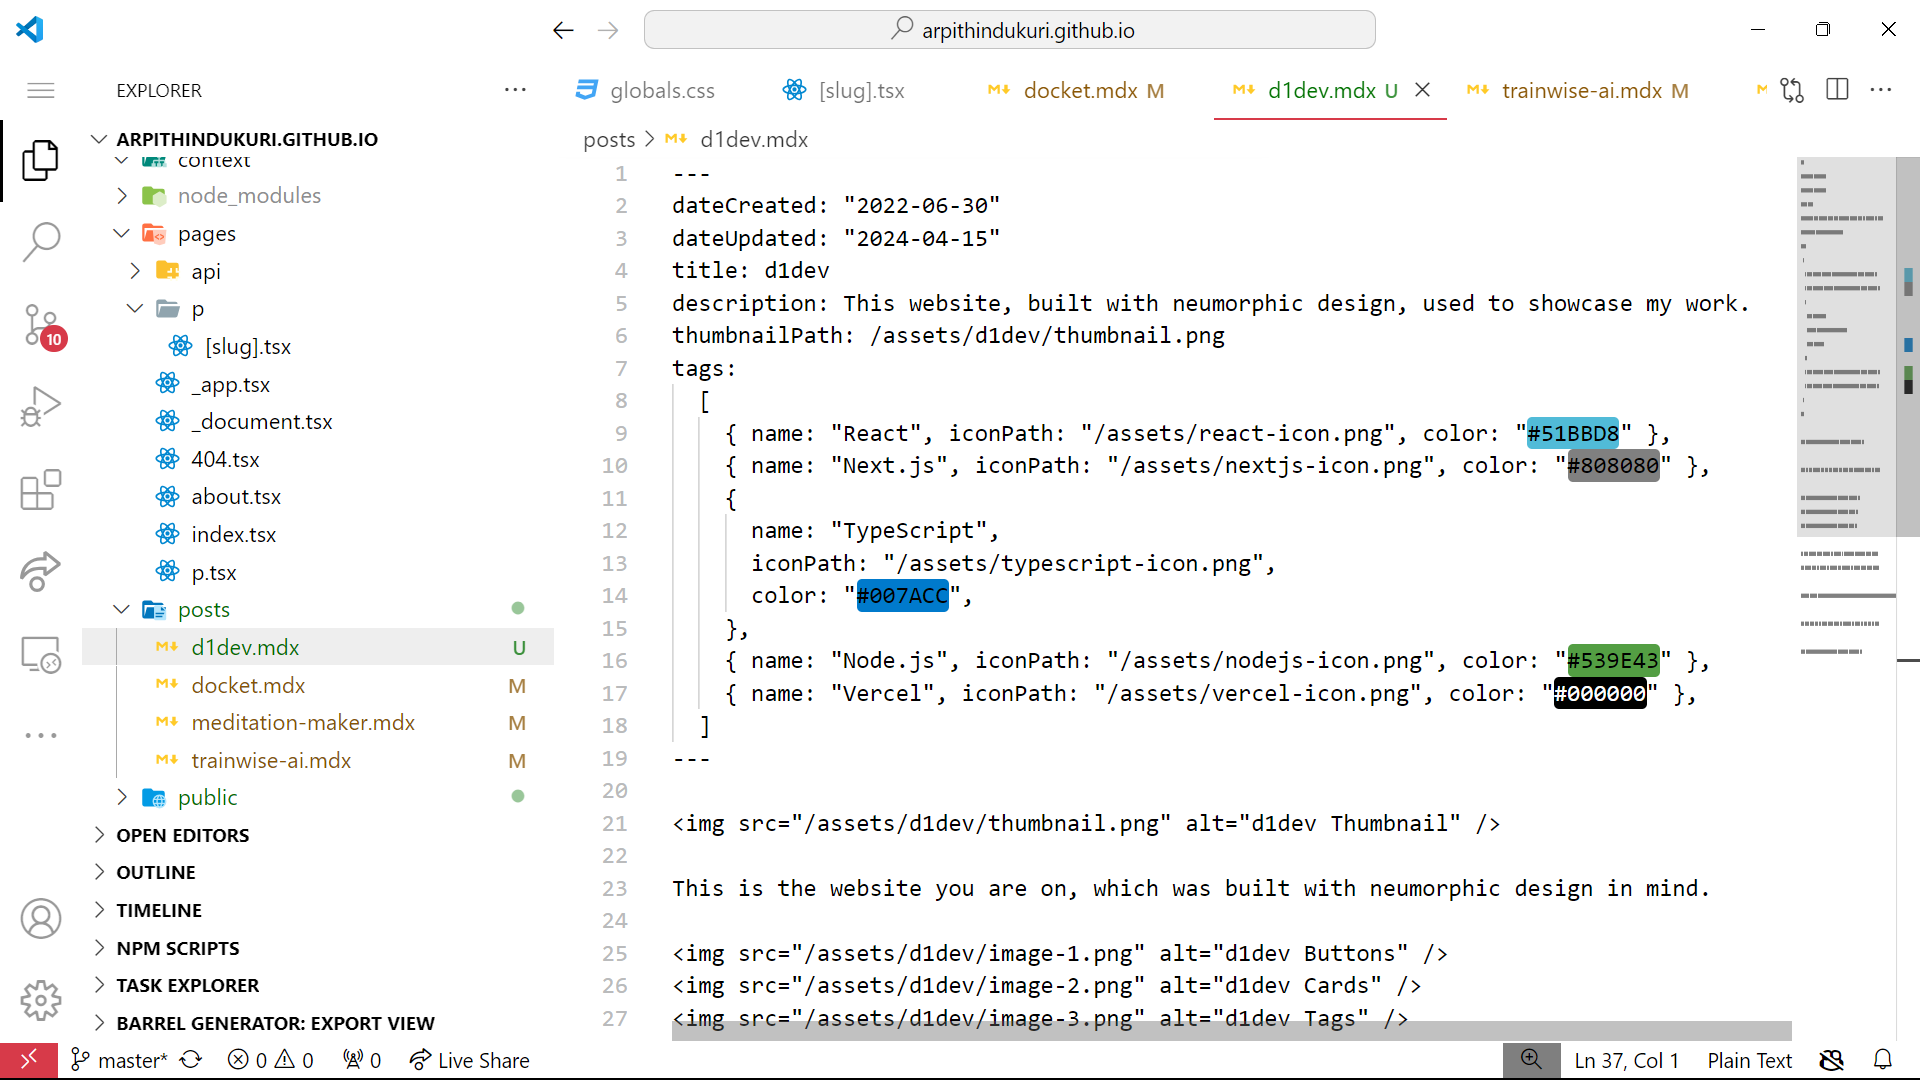 arpithindukuri.github.io
EXPLORER
globals.css
[slug].tsx
docket.mdx M
d1dev.mdx U
trainwise-ai.mdx M
ARPITHINDUKURI.GITHUB.IO
context
node_modules
pages
api
p
[slug].tsx
_app.tsx
_document.tsx
404.tsx
about.tsx
index.tsx
p.tsx
posts
d1dev.mdx U
docket.mdx M
meditation-maker.mdx M
trainwise-ai.mdx M
public
OPEN EDITORS
OUTLINE
TIMELINE
NPM SCRIPTS
TASK EXPLORER
BARREL GENERATOR: EXPORT VIEW
10
posts > d1dev.mdx
1 ---
2 dateCreated: "2022-06-30"
3 dateUpdated: "2024-04-15"
4 title: d1dev
5 description: This website, built with neumorphic design, used to showcase my work.
6 thumbnailPath: /assets/d1dev/thumbnail.png
7 tags:
8 [
9 { name: "React", iconPath: "/assets/react-icon.png", color: "#51BBD8" },
10 { name: "Next.js", iconPath: "/assets/nextjs-icon.png", color: "#808080" },
11 {
12 name: "TypeScript",
13 iconPath: "/assets/typescript-icon.png",
14 color: "#007ACC",
15 },
16 { name: "Node.js", iconPath: "/assets/nodejs-icon.png", color: "#539E43" },
17 { name: "Vercel", iconPath: "/assets/vercel-icon.png", color: "#000000" },
18 ]
19 ---
20
21 <img src="/assets/d1dev/thumbnail.png" alt="d1dev Thumbnail" />
22
23 This is the website you are on, which was built with neumorphic design in mind.
24
25 <img src="/assets/d1dev/image-1.png" alt="d1dev Buttons" />
26 <img src="/assets/d1dev/image-2.png" alt="d1dev Cards" />
27 <img src="/assets/d1dev/image-3.png" alt="d1dev Tags" />
master* 0 0 0 Live Share
Ln 37, Col 1 Plain Text